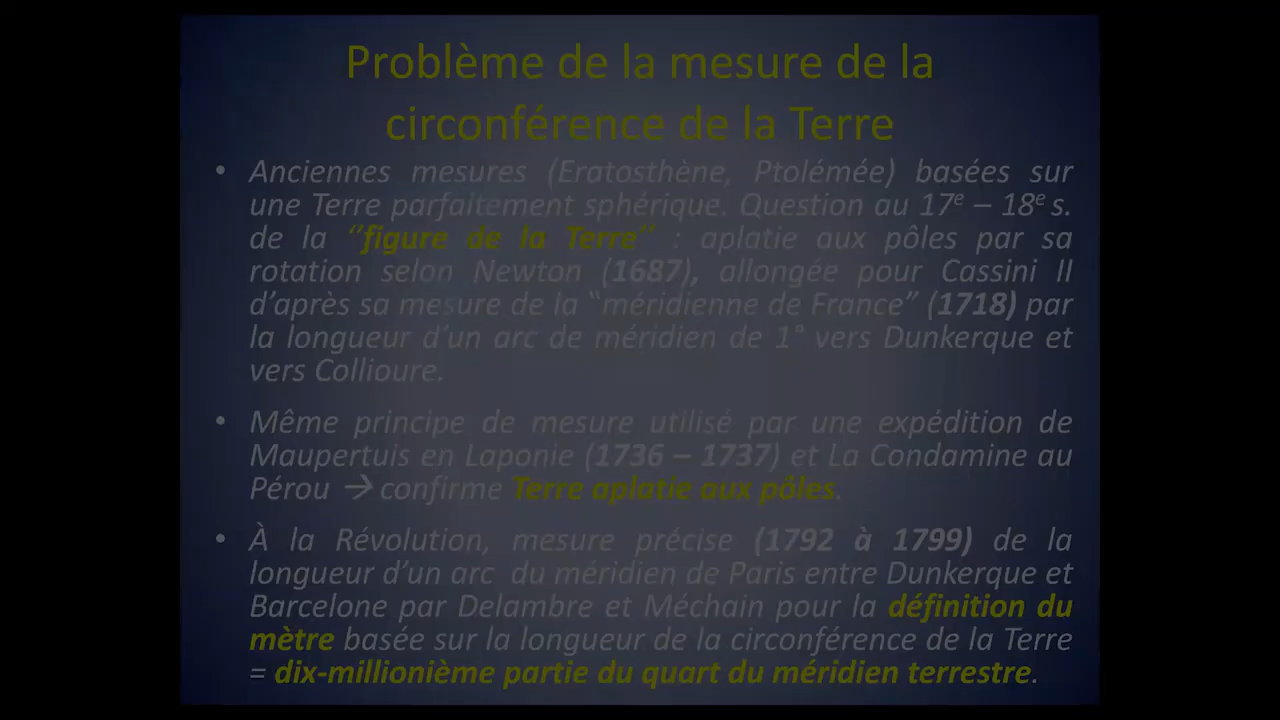 Problème de la mesure de la
circonférence de la Terre
• Anciennes mesures (Eratosthène, Ptolémée) basées sur
une Terre parfaitement sphérique. Question au 17e – 18e s.
de la ‘’figure de la Terre’’ : aplatie aux pôles par sa
rotation selon Newton (1687), allongée pour Cassini II
d’après sa mesure de la “méridienne de France” (1718) par
la longueur d’un arc de méridien de 1° vers Dunkerque et
vers Collioure.
• Même principe de mesure utilisé par une expédition de
Maupertuis en Laponie (1736 – 1737) et La Condamine au
Pérou → confirme Terre aplatie aux pôles.
• À la Révolution, mesure précise (1792 à 1799) de la
longueur d’un arc du méridien de Paris entre Dunkerque et
Barcelone par Delambre et Méchain pour la définition du
mètre basée sur la longueur de la circonférence de la Terre
= dix-millionième partie du quart du méridien terrestre.